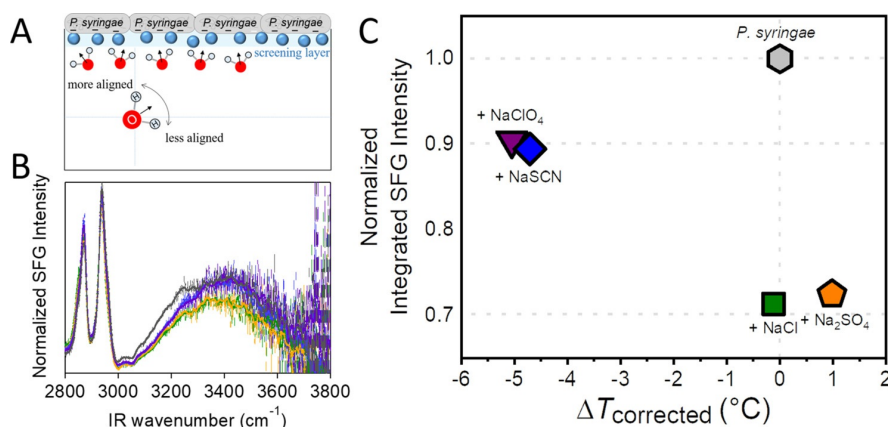 A
P. syringae P. syringae P. syringae P. syringae
screening layer
more aligned
H
O
H
less aligned
B
Normalized SFG Intensity
2800 3000 3200 3400 3600 3800
IR wavenumber (cm-1)
C
Normalized
Integrated SFG Intensity
1.0
0.9
0.8
0.7
P. syringae
+ NaClO4
+ NaSCN
+ NaCl
+ Na2SO4
-6 -5 -4 -3 -2 -1 0 1 2
ΔTcorrected (°C)